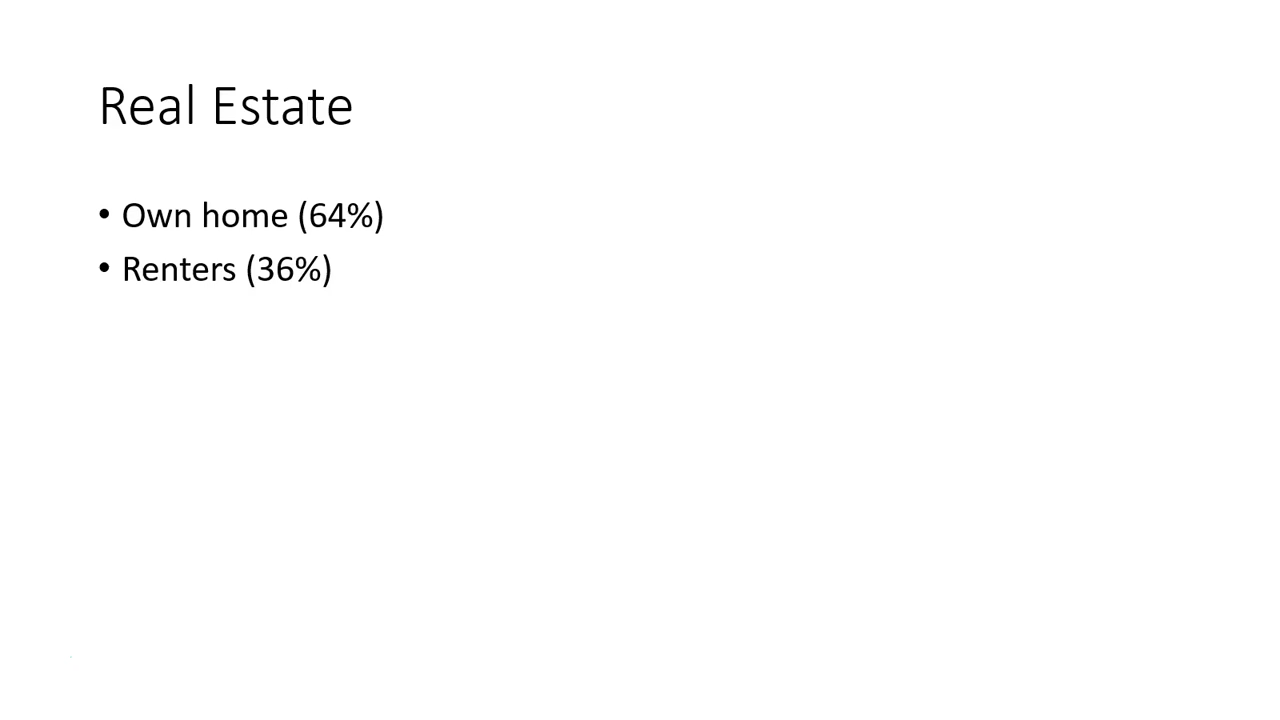 Real Estate
• Own home (64%)
• Renters (36%)